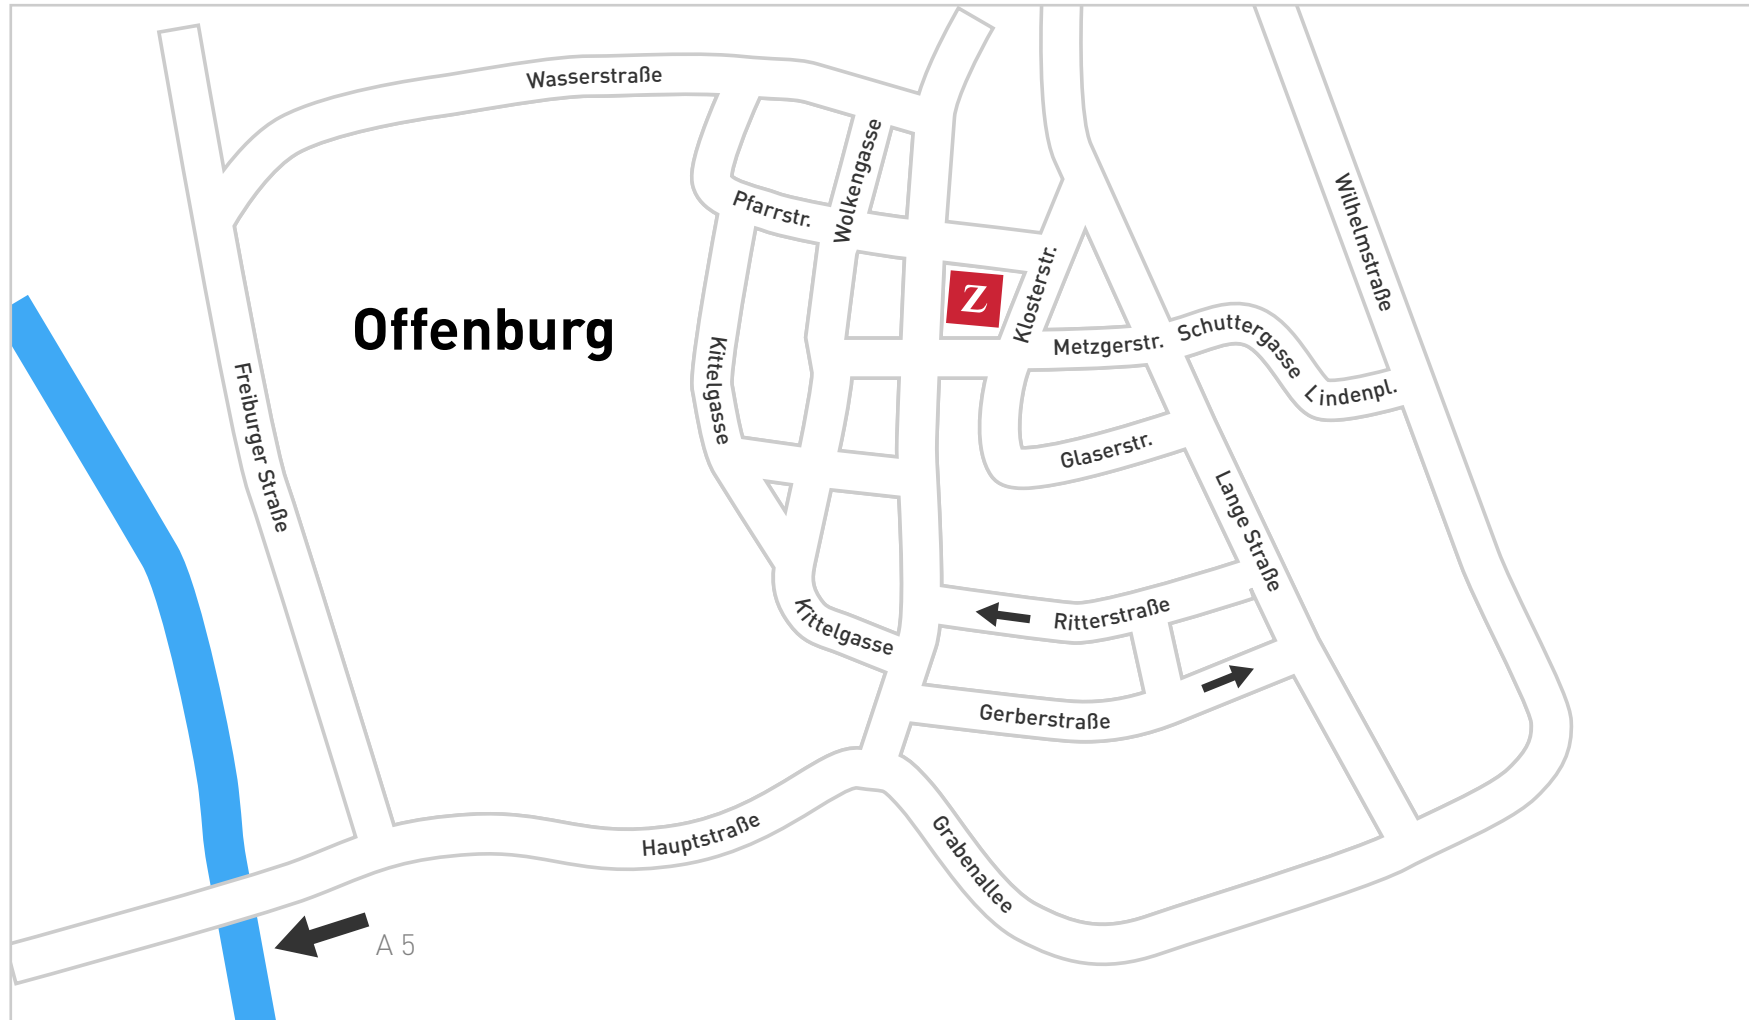 Wasserstraße
Wolkengasse
Pfarrstr.
Wilhelmstraße
Klosterstr.
Z
Offenburg
Metzgerstr.
Schuttergasse
Lindenpl.
Kittelgasse
Freiburger Straße
Glaserstr.
Lange Straße
Ritterstraße
Kittelgasse
Gerberstraße
Hauptstraße
Grabenallee
A 5